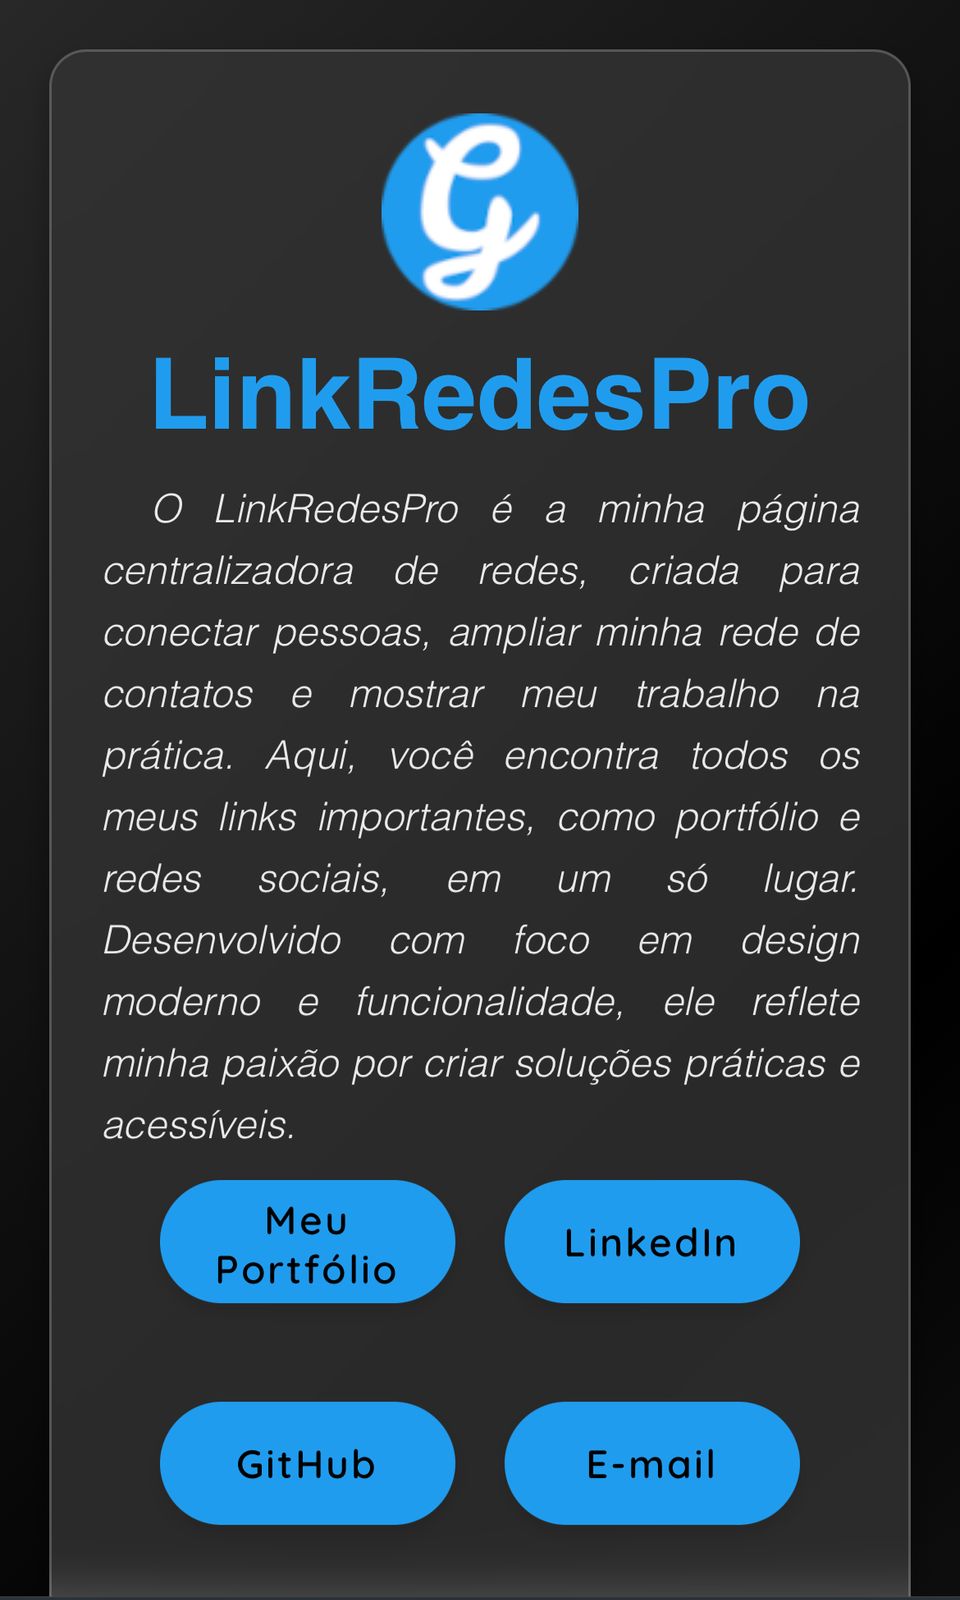 G
LinkRedesPro
O LinkRedesPro é a minha página
centralizadora de redes, criada para
conectar pessoas, ampliar minha rede de
contatos e mostrar meu trabalho na
prática. Aqui, você encontra todos os
meus links importantes, como portfólio e
redes sociais, em um só lugar.
Desenvolvido com foco em design
moderno e funcionalidade, ele reflete
minha paixão por criar soluções práticas e
acessíveis.
Meu
Portfólio
LinkedIn
GitHub
E-mail